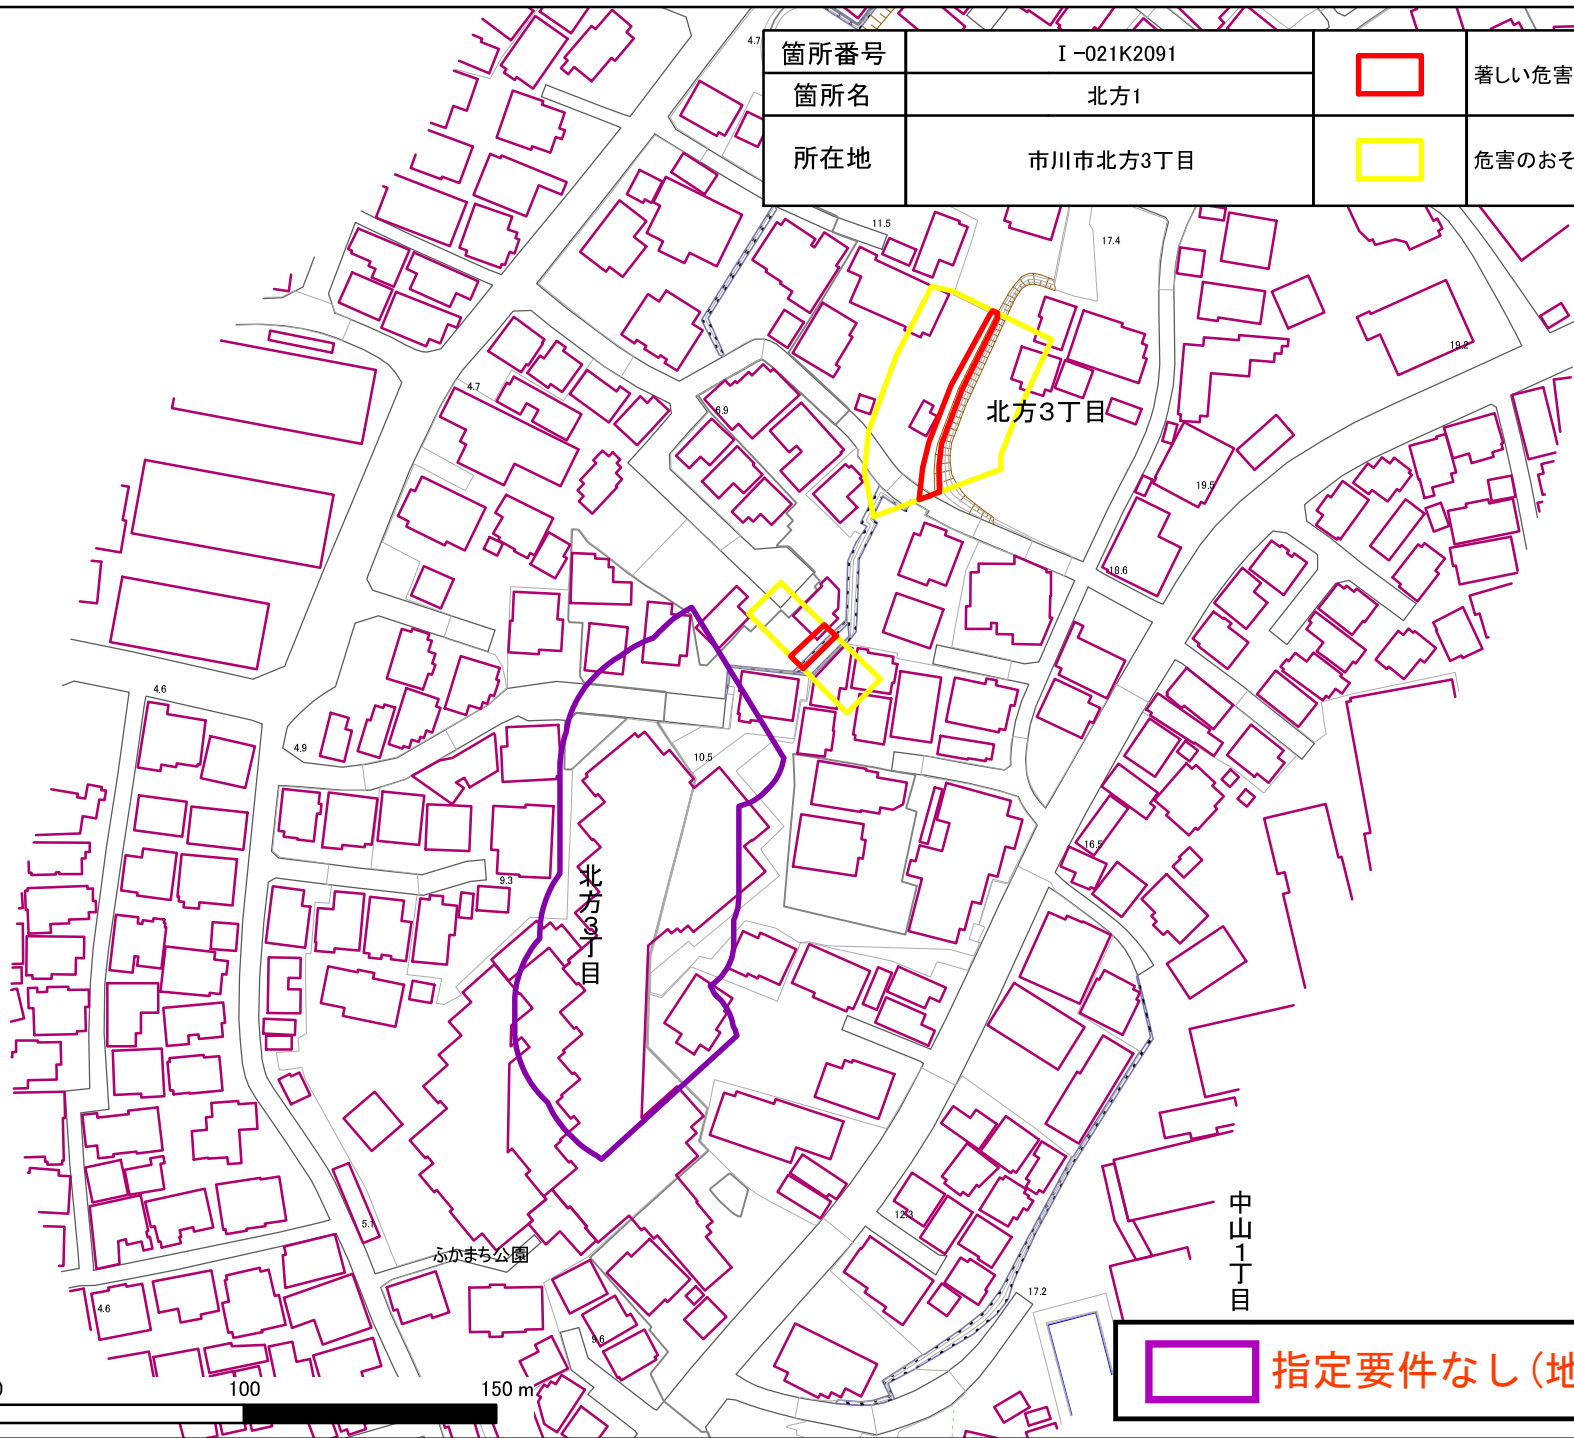 箇所番号
I-021K2091
著しい危害
箇所名
北方1
所在地
市川市北方3丁目
危害のおそ
4.7
11.5
17.4
19.2
4.7
6.9
北方3丁目
19.5
18.6
4.6
4.9
10.5
16.5
9.3
北方3丁目
中山1丁目
12.3
5.1
ふかまち公園
17.2
4.6
9.6
指定要件なし(地
0
100
150 m